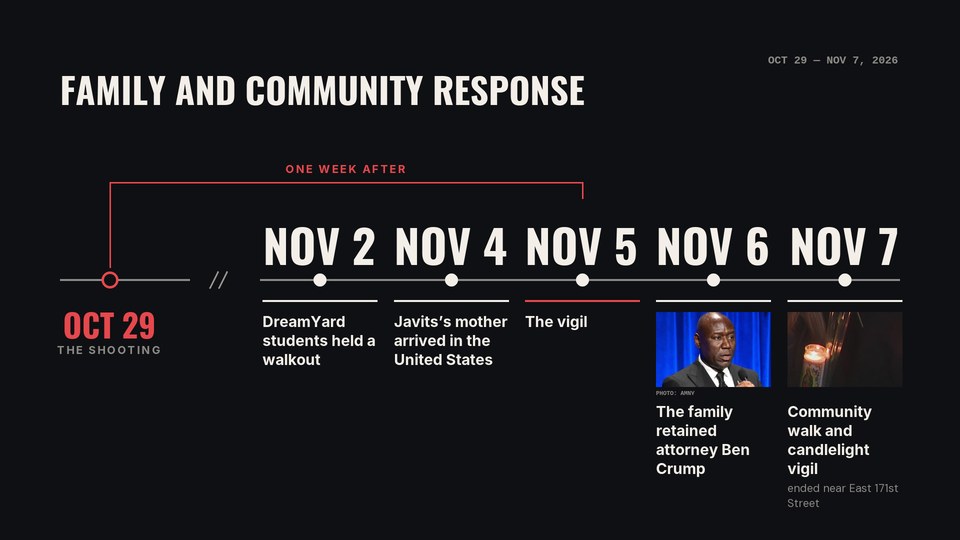 OCT 29 — NOV 7, 2026
FAMILY AND COMMUNITY RESPONSE
ONE WEEK AFTER
NOV 2
NOV 4
NOV 5
NOV 6
NOV 7
//
OCT 29
THE SHOOTING
DreamYard
students held a
walkout
Javits’s mother
arrived in the
United States
The vigil
PHOTO: AMNY
The family
retained
attorney Ben
Crump
Community
walk and
candlelight
vigil
ended near East 171st
Street